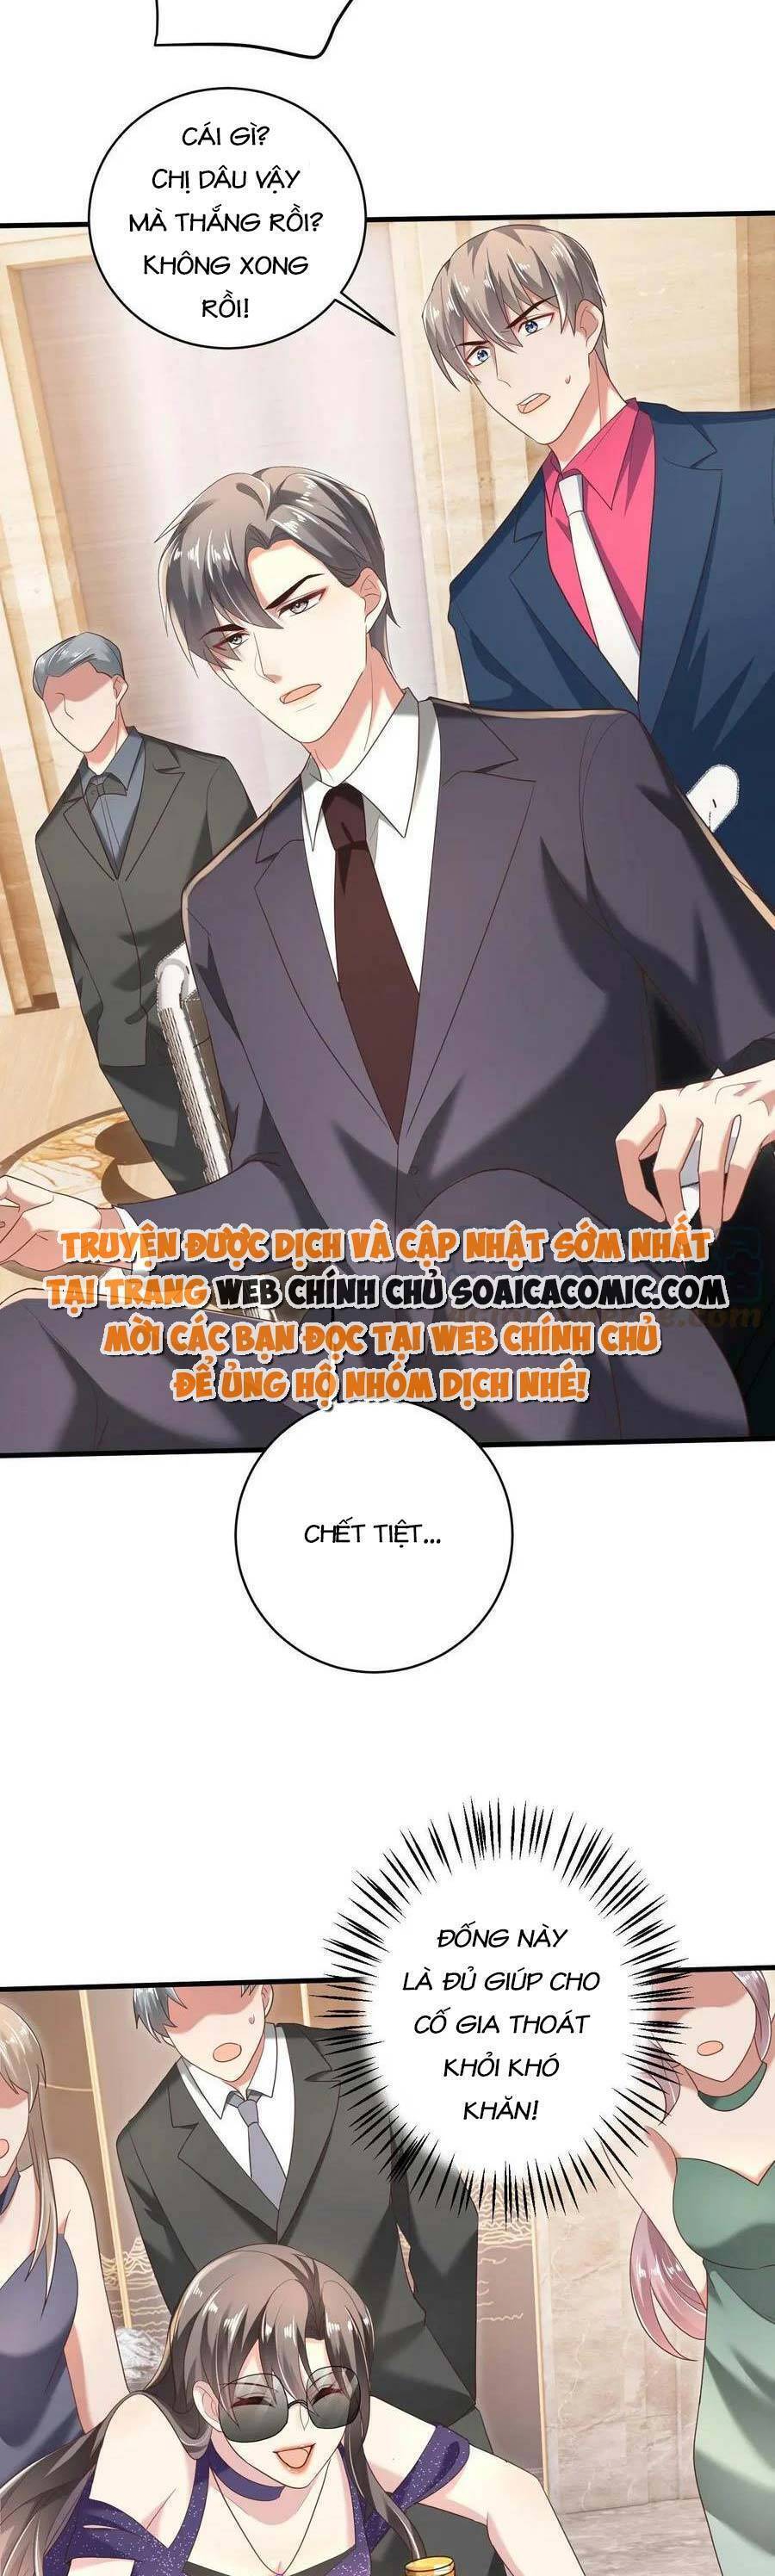 CÁI GÌ?
CHỊ DÂU VẬY
MÀ THẮNG RỒI?
KHÔNG XONG
RỒI!
TRUYỆN ĐƯỢC DỊCH VÀ CẬP NHẬT SỚM NHẤT
TẠI TRANG WEB CHÍNH CHỦ SOAICACOMIC.COM
MỜI CÁC BẠN ĐỌC TẠI WEB CHÍNH CHỦ
ĐỂ ỦNG HỘ NHÓM DỊCH NHÉ!
CHẾT TIỆT...
ĐỐNG NÀY
LÀ ĐỦ GIÚP CHO
CỐ GIA THOÁT
KHỎI KHÓ
KHĂN!